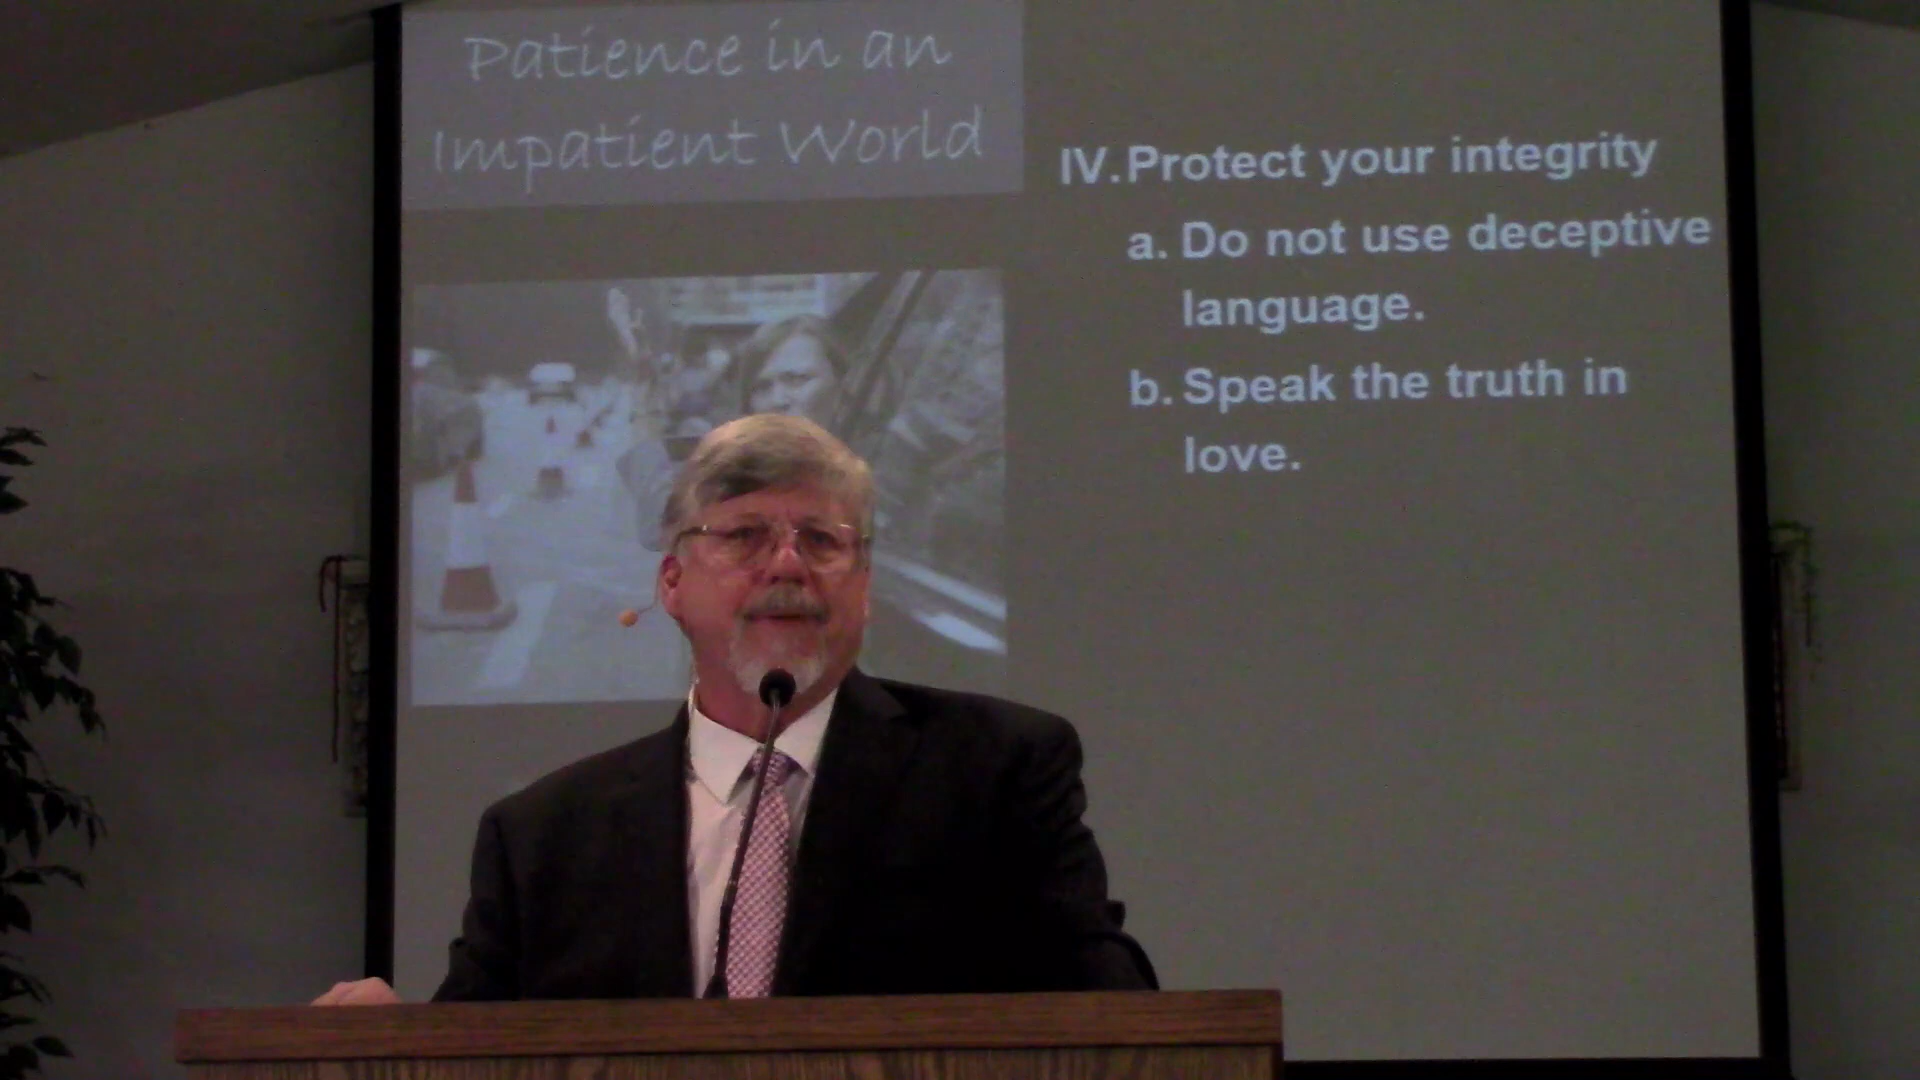 Patience in an
Impatient World
IV. Protect your integrity
a. Do not use deceptive
language.
b. Speak the truth in
love.